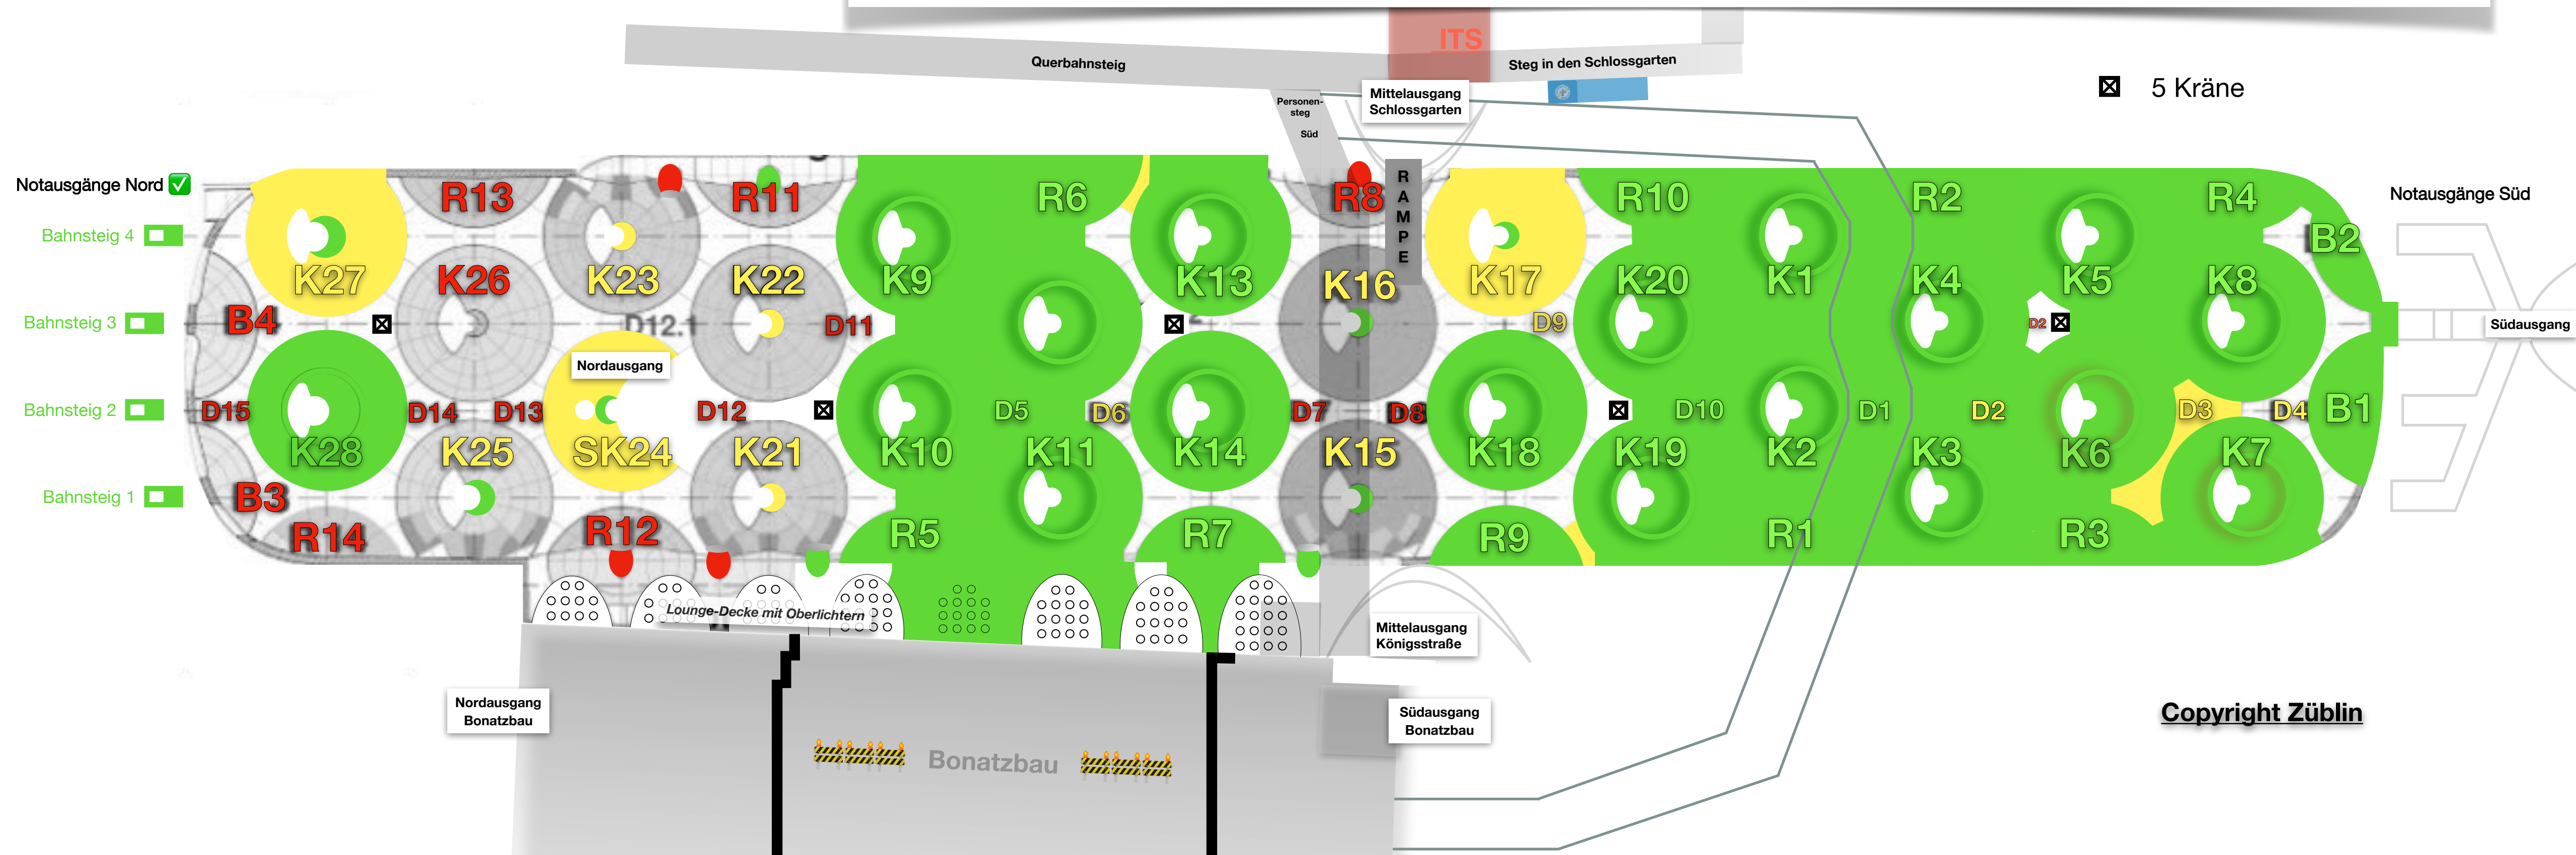 ITS
Querbahnsteig
Steg in den Schlossgarten
5 Kräne
Mittelausgang
Schlossgarten
Personen-
steg
Süd
RAMPE
Notausgänge Nord
Notausgänge Süd
R13
R11
R6
R8
R10
R2
R4
Bahnsteig 4
B2
K27
K26
K23
K22
K9
K13
K16
K17
K20
K1
K4
K5
K8
Bahnsteig 3
B4
D12.1
D11
D9
D2
Südausgang
Nordausgang
Bahnsteig 2
D15
D14
D13
D12
D5
D6
D7
D8
D10
D1
D2
D3
D4
B1
K28
K25
SK24
K21
K10
K11
K14
K15
K18
K19
K2
K3
K6
K7
Bahnsteig 1
B3
R14
R12
R5
R7
R9
R1
R3
Lounge-Decke mit Oberlichtern
Mittelausgang
Königsstraße
Nordausgang
Bonatzbau
Südausgang
Bonatzbau
Bonatzbau
Copyright Züblin